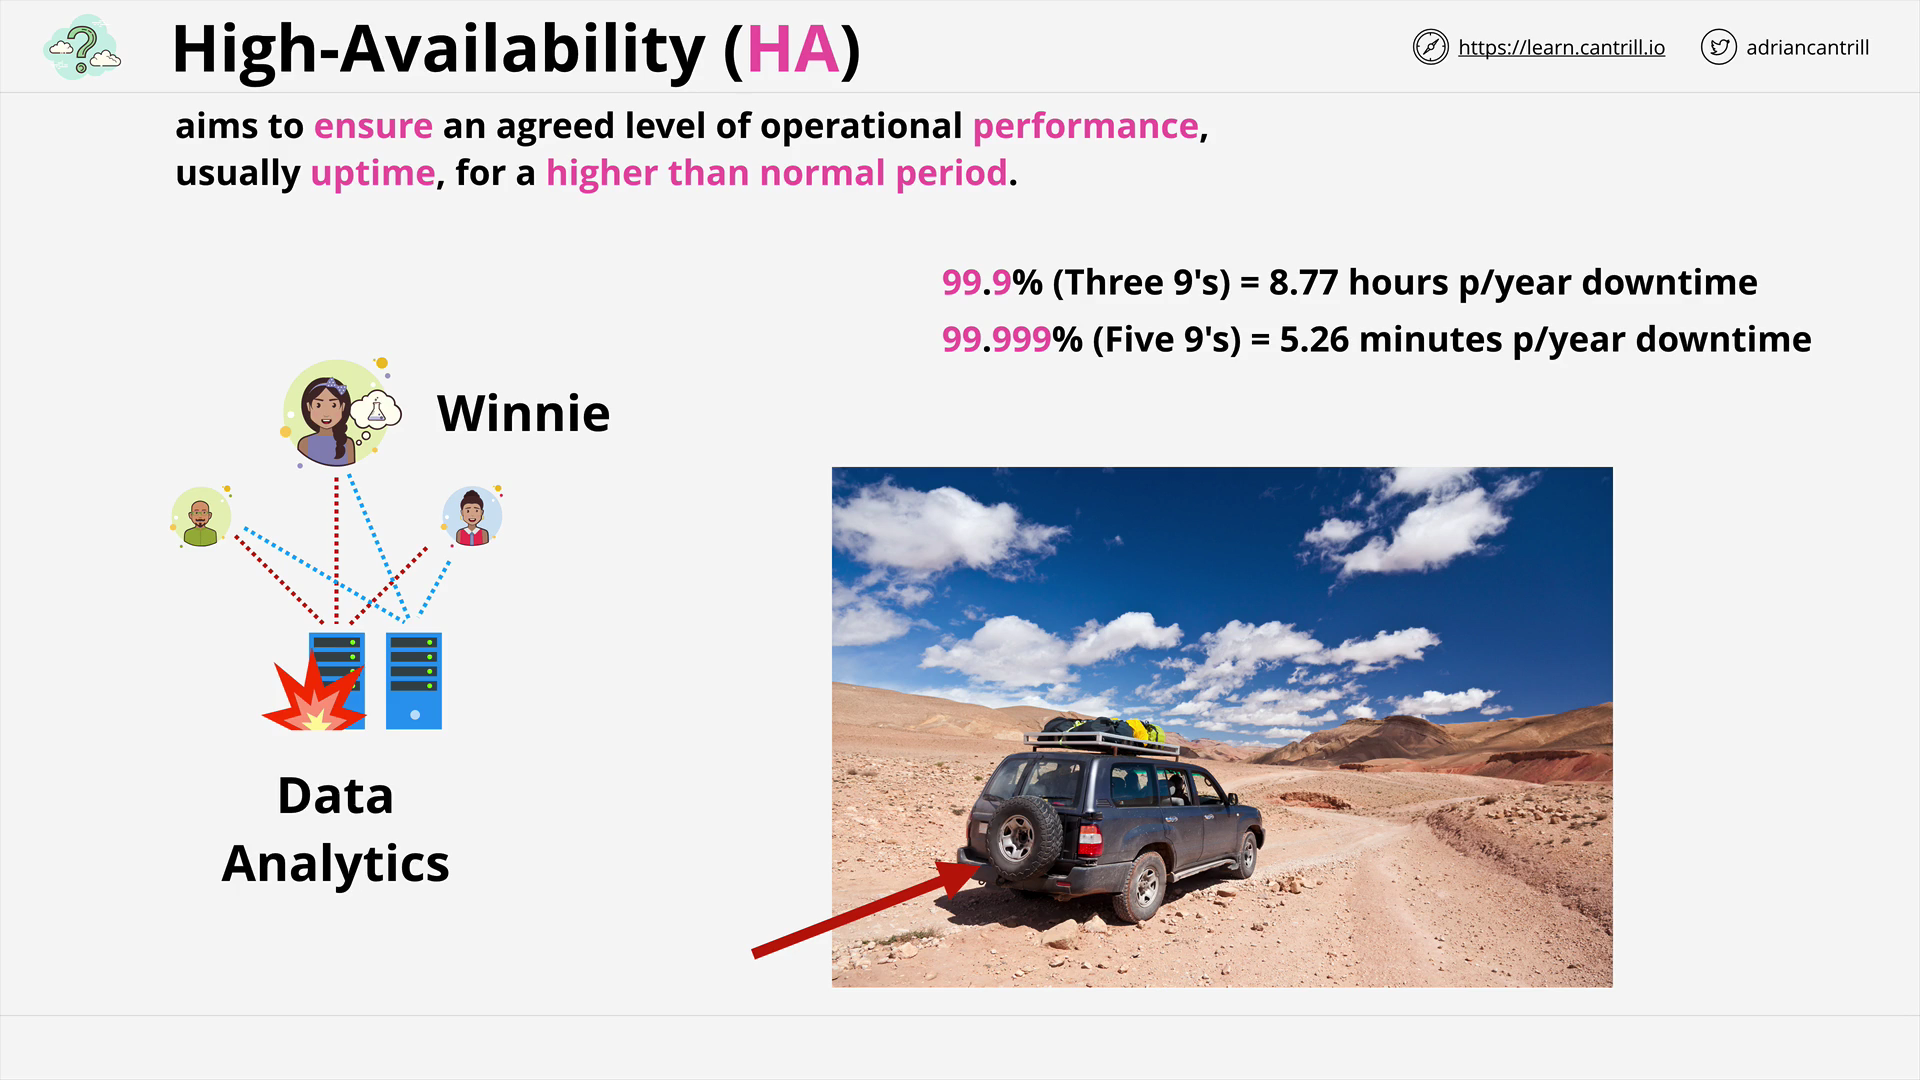 High-Availability (HA)
https://learn.cantrill.io
adriancantrill
aims to ensure an agreed level of operational performance,
usually uptime, for a higher than normal period.
99.9% (Three 9's) = 8.77 hours p/year downtime
99.999% (Five 9's) = 5.26 minutes p/year downtime
Winnie
Data
Analytics